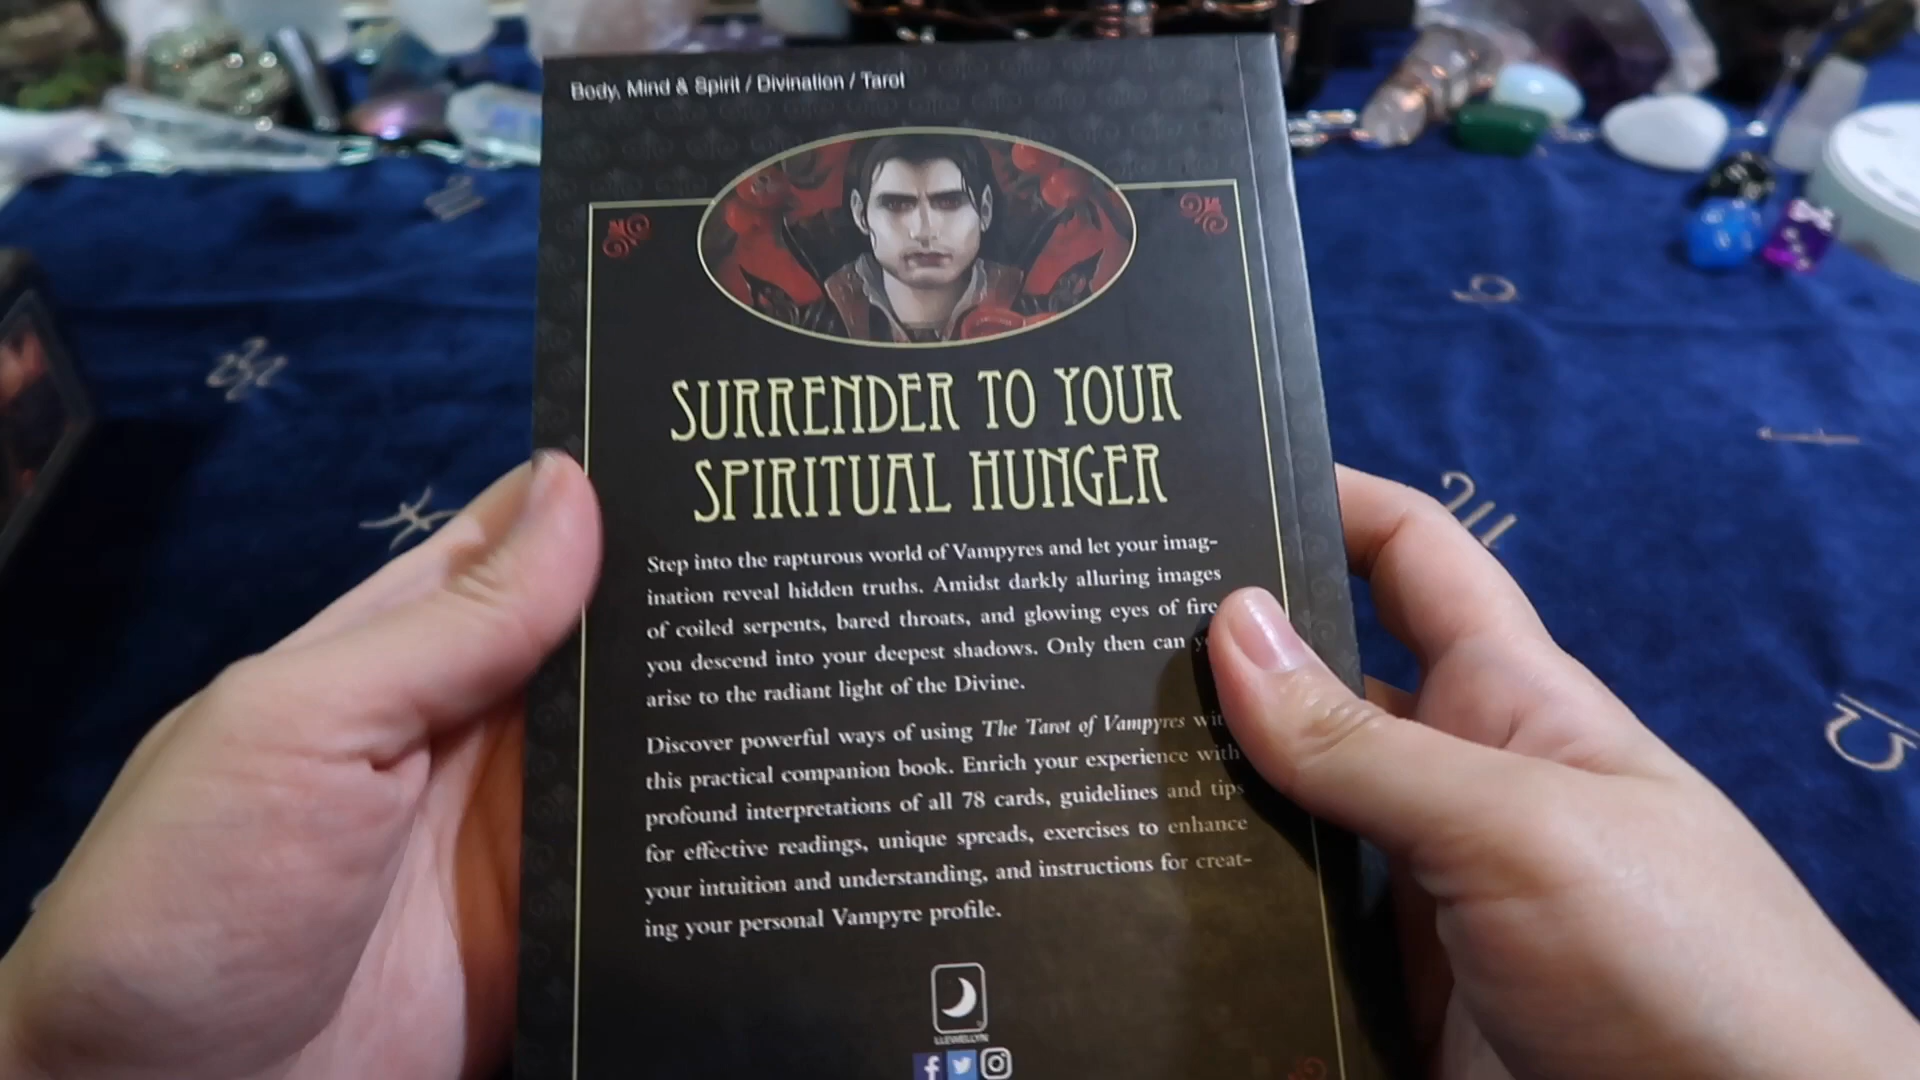 Body, Mind & Spirit / Divination / Tarot
SURRENDER TO YOUR
SPIRITUAL HUNGER
Step into the rapturous world of Vampyres and let your imag-
ination reveal hidden truths. Amidst darkly alluring images
of coiled serpents, bared throats, and glowing eyes of fire
you descend into your deepest shadows. Only then can
arise to the radiant light of the Divine.
Discover powerful ways of using The Tarot of Vampyres
this practical companion book. Enrich your experience with
profound interpretations of all 78 cards, guidelines and tips
for effective readings, unique spreads, exercises to enhance
your intuition and understanding, and instructions for creat-
ing your personal Vampyre profile.
LLEWELLYN